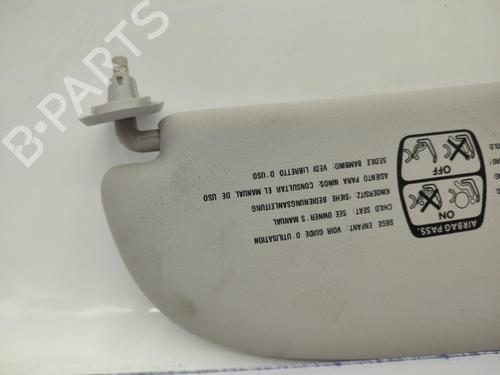 B-PARTS
AIRBAG PASS.
ON
OFF
SIEGE ENFANT: VOIR GUIDE D'UTILISATION
CHILD SEAT: SEE OWNER'S MANUAL
KINDERSITZ: -SIEHE BEDIENUNGSANLEITUNG
ASIENTO PARA NINOS: CONSULTAR EL MANUAL DE USO
SEDILE BAMBINO: VEDI LIBRETTO D'USO